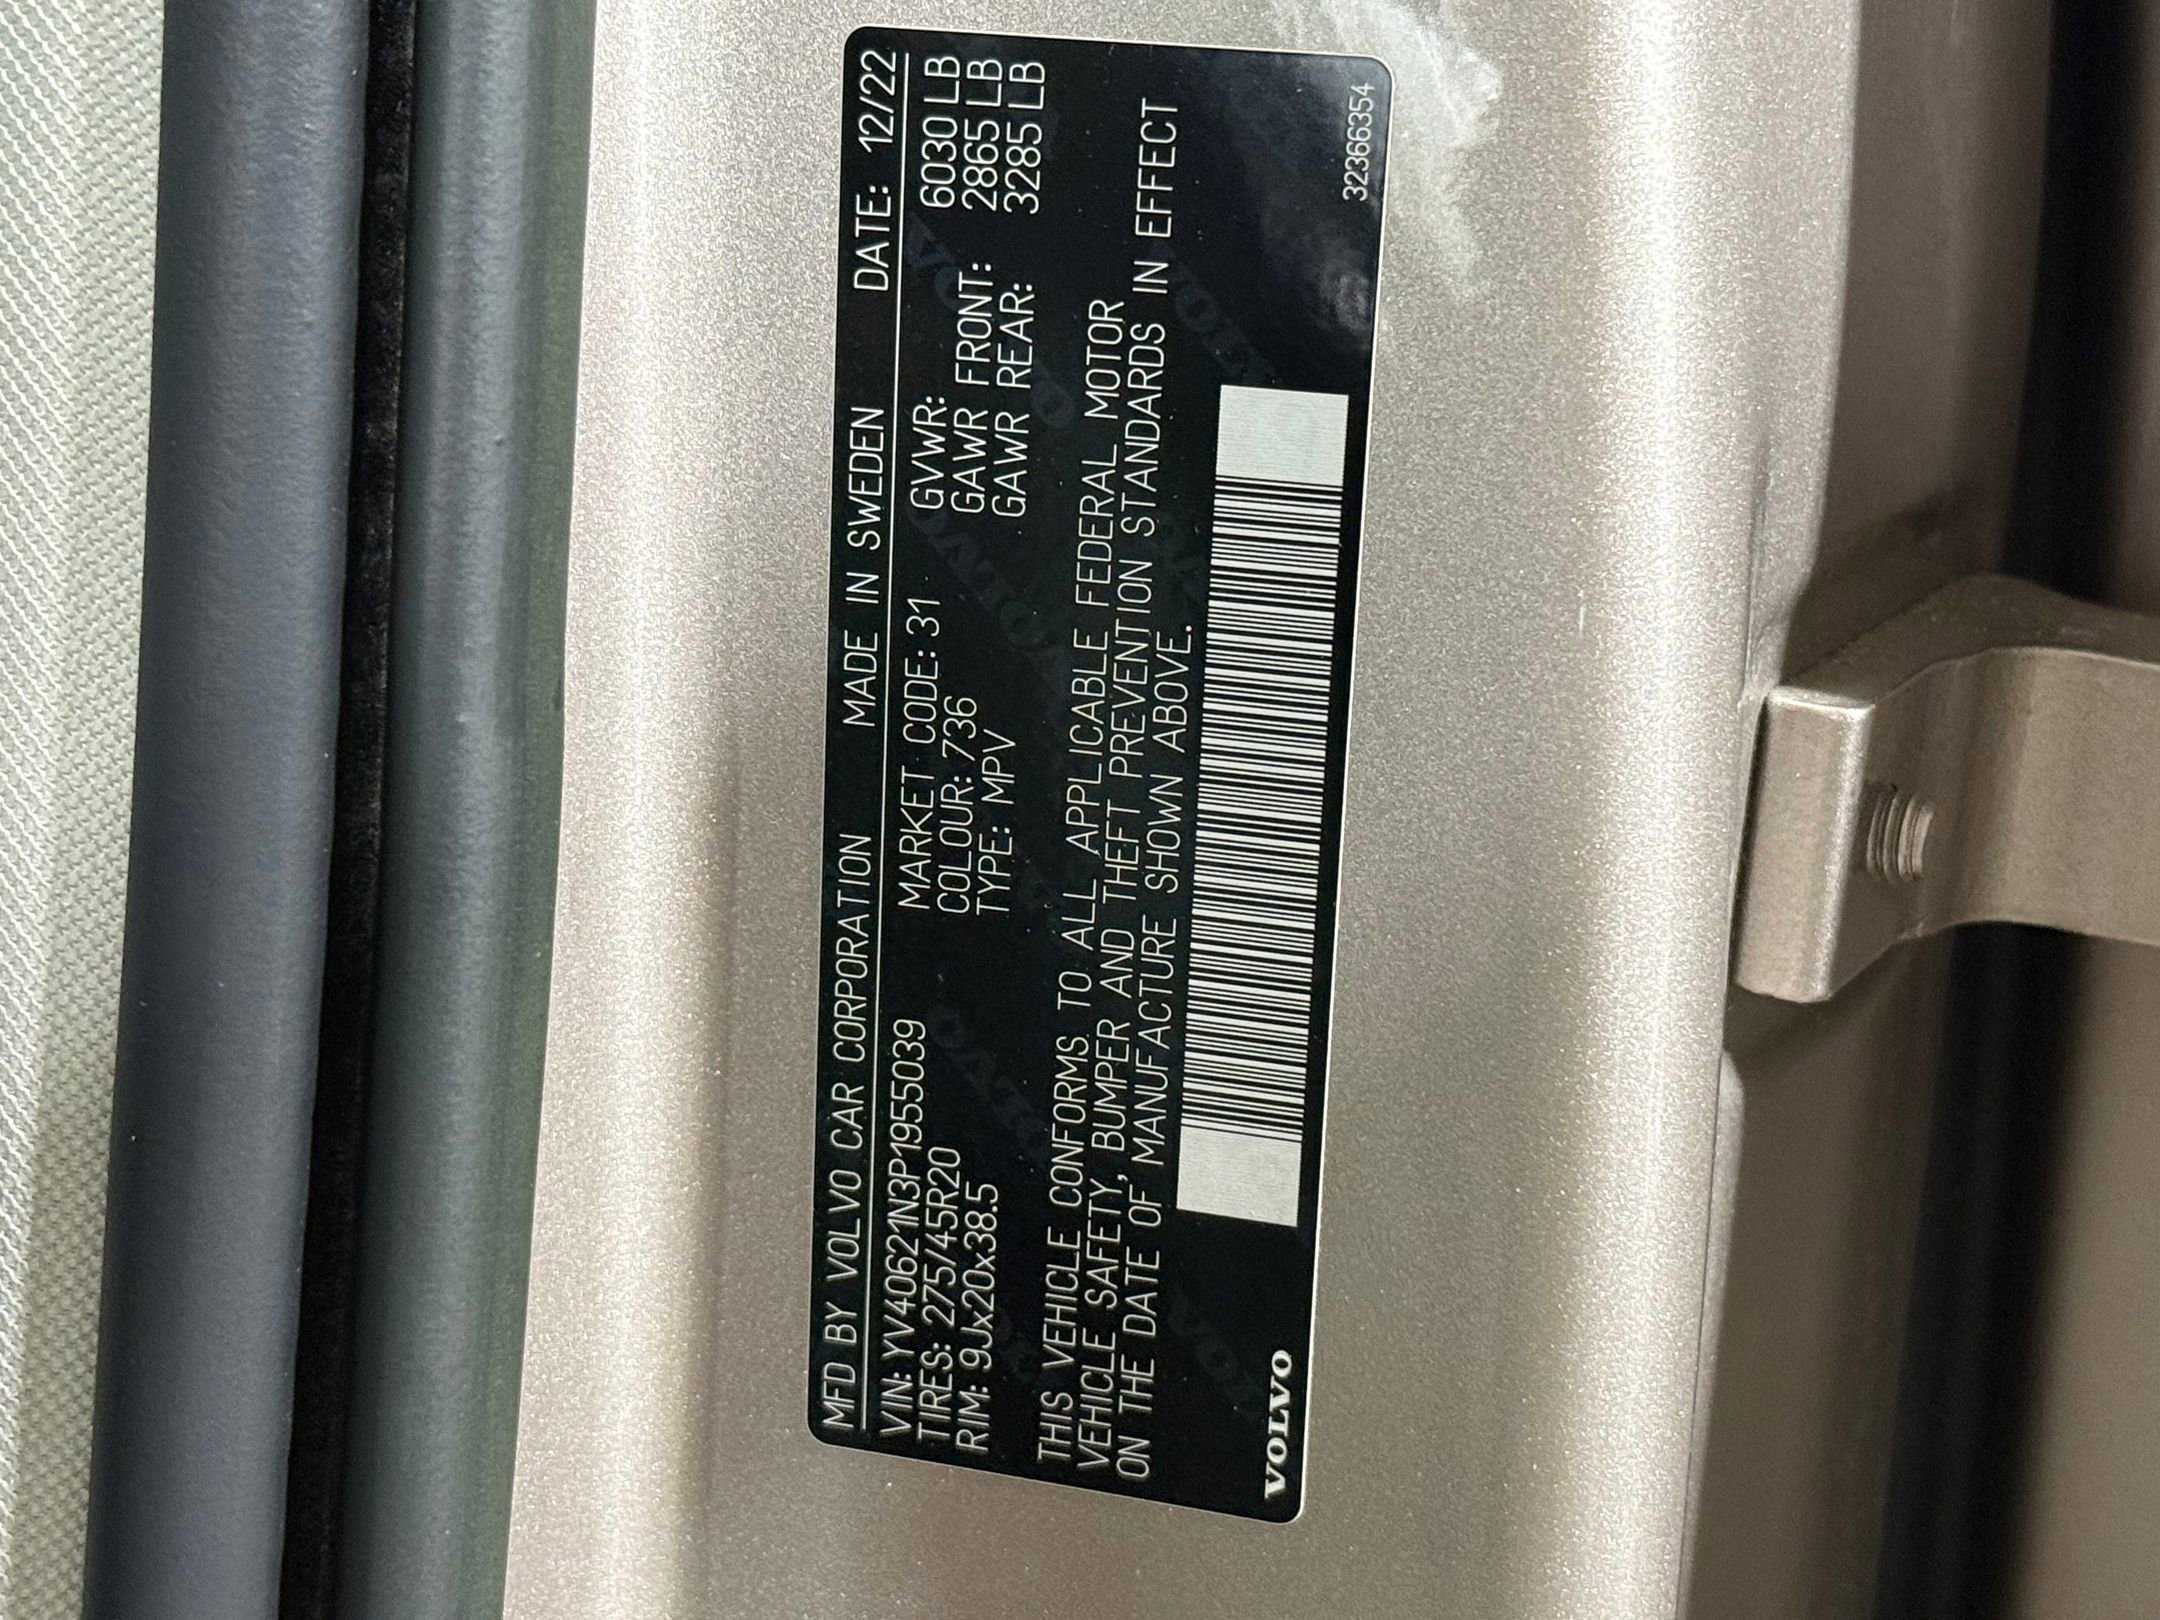 MFD BY VOLVO CAR CORPORATION MADE IN SWEDEN DATE: 12/22
VIN: YV40621N3P1955039 MARKET CODE: 31 GVWR: 6030 LB
TIRES: 275/45R20 COLOUR: 736 GAWR FRONT: 2865 LB
RIM: 9Jx20x38.5 TYPE: MPV GAWR REAR: 3285 LB
THIS VEHICLE CONFORMS TO ALL APPLICABLE FEDERAL MOTOR
VEHICLE SAFETY, BUMPER AND THEFT PREVENTION STANDARDS IN EFFECT
ON THE DATE OF MANUFACTURE SHOWN ABOVE.
VOLVO
32366354